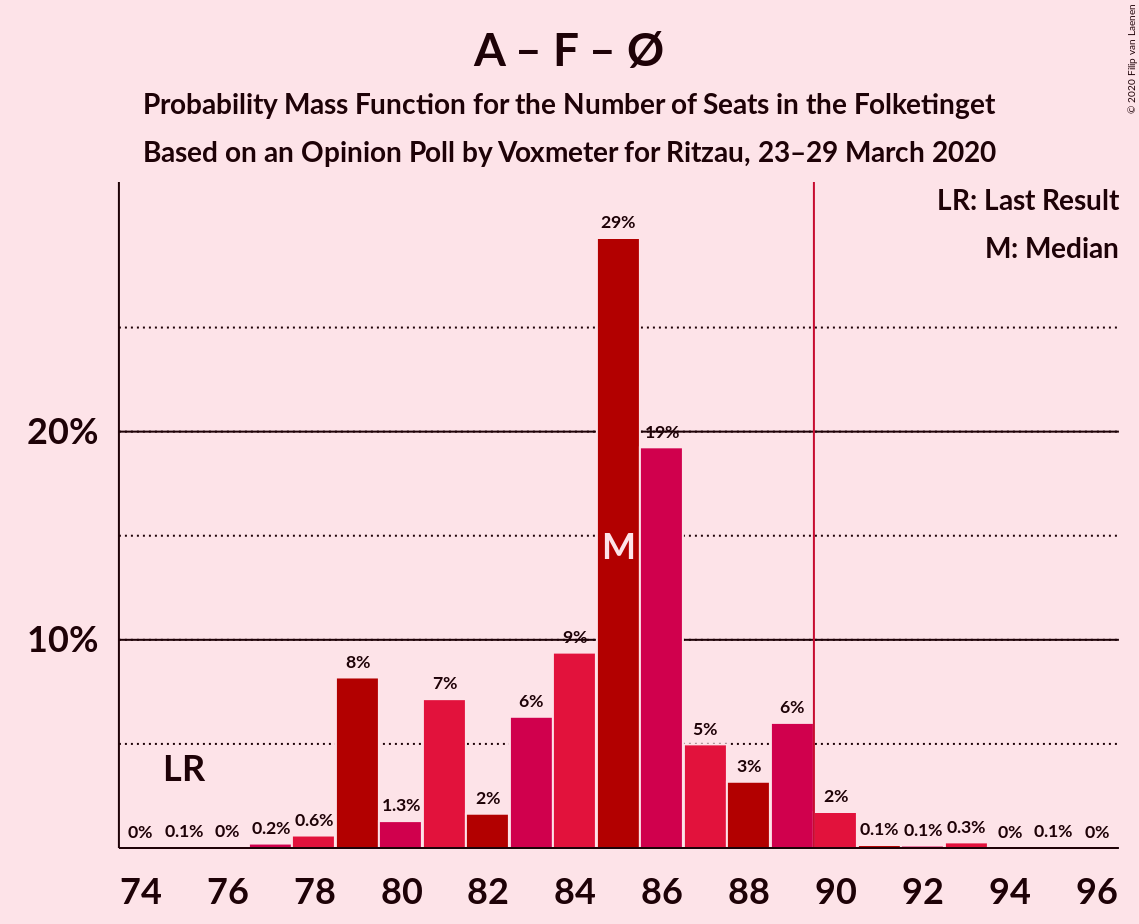 A – F – Ø
Probability Mass Function for the Number of Seats in the Folketinget
Based on an Opinion Poll by Voxmeter for Ritzau, 23–29 March 2020
© 2020 Filip van Laenen
LR: Last Result
M: Median
20%
10%
LR
M
0%
0.1%
0%
0.2%
0.6%
8%
1.3%
7%
2%
6%
9%
29%
19%
5%
3%
6%
2%
0.1%
0.1%
0.3%
0%
0.1%
0%
74 76 78 80 82 84 86 88 90 92 94 96